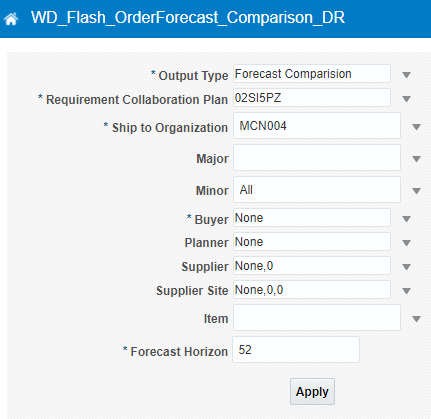 WD_Flash_OrderForecast_Comparison_DR
* Output Type Forecast Comparision
* Requirement Collaboration Plan 02SI5PZ
* Ship to Organization MCN004
Major
Minor All
* Buyer None
Planner None
Supplier None,0
Supplier Site None,0,0
Item
* Forecast Horizon 52
Apply